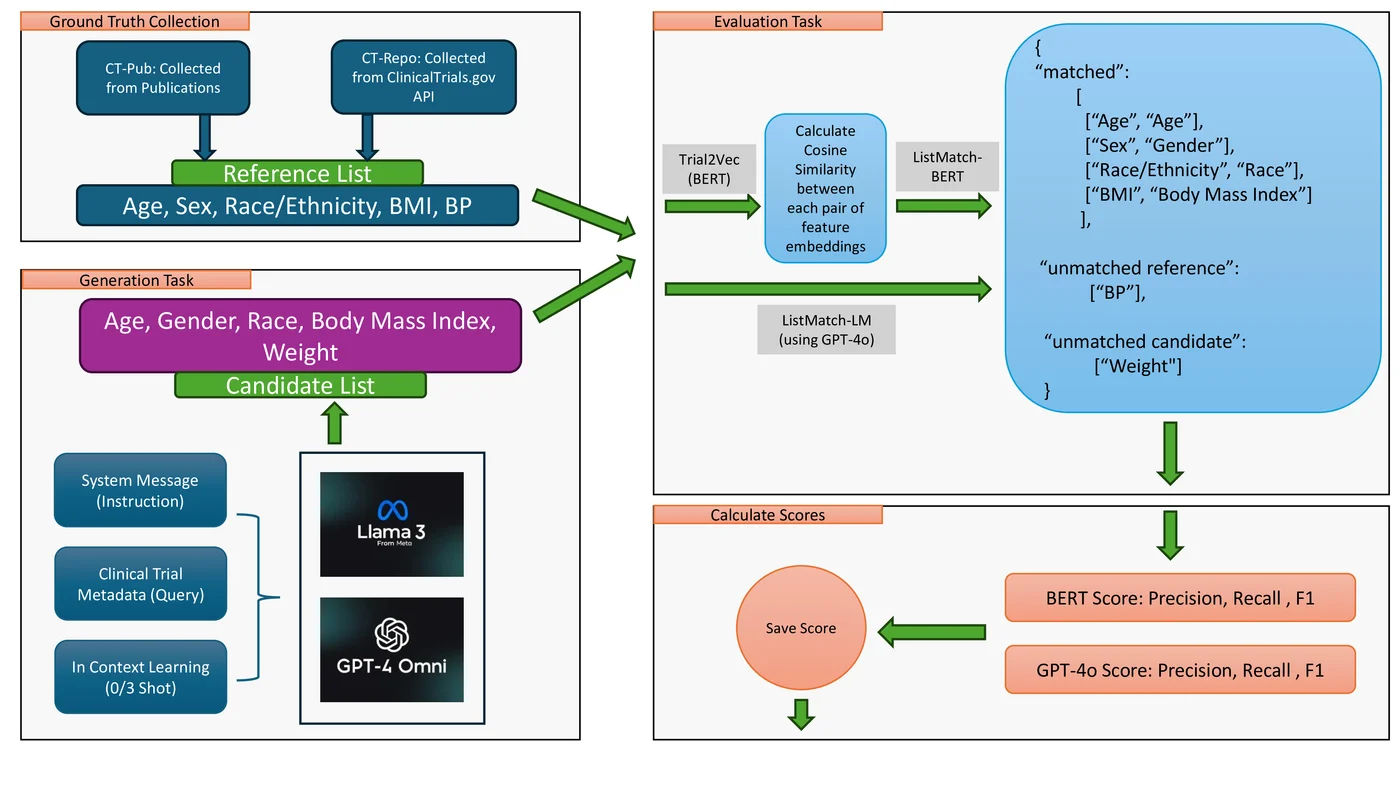 Ground Truth Collection
CT-Pub: Collected
from Publications
CT-Repo: Collected
from ClinicalTrials.gov
API
Reference List
Age, Sex, Race/Ethnicity, BMI, BP
Generation Task
Age, Gender, Race, Body Mass Index,
Weight
Candidate List
System Message
(Instruction)
Clinical Trial
Metadata (Query)
In Context Learning
(0/3 Shot)
Llama 3
From Meta
GPT-4 Omni
Evaluation Task
Trial2Vec
(BERT)
Calculate
Cosine
Similarity
between
each pair of
feature
embeddings
ListMatch-
BERT
ListMatch-LM
(using GPT-4o)
{
“matched”:
[
[“Age”, “Age”],
[“Sex”, “Gender”],
[“Race/Ethnicity”, “Race”],
[“BMI”, “Body Mass Index”]
],
“unmatched reference”:
[“BP”],
“unmatched candidate”:
[“Weight"]
}
Calculate Scores
BERT Score: Precision, Recall , F1
GPT-4o Score: Precision, Recall , F1
Save Score